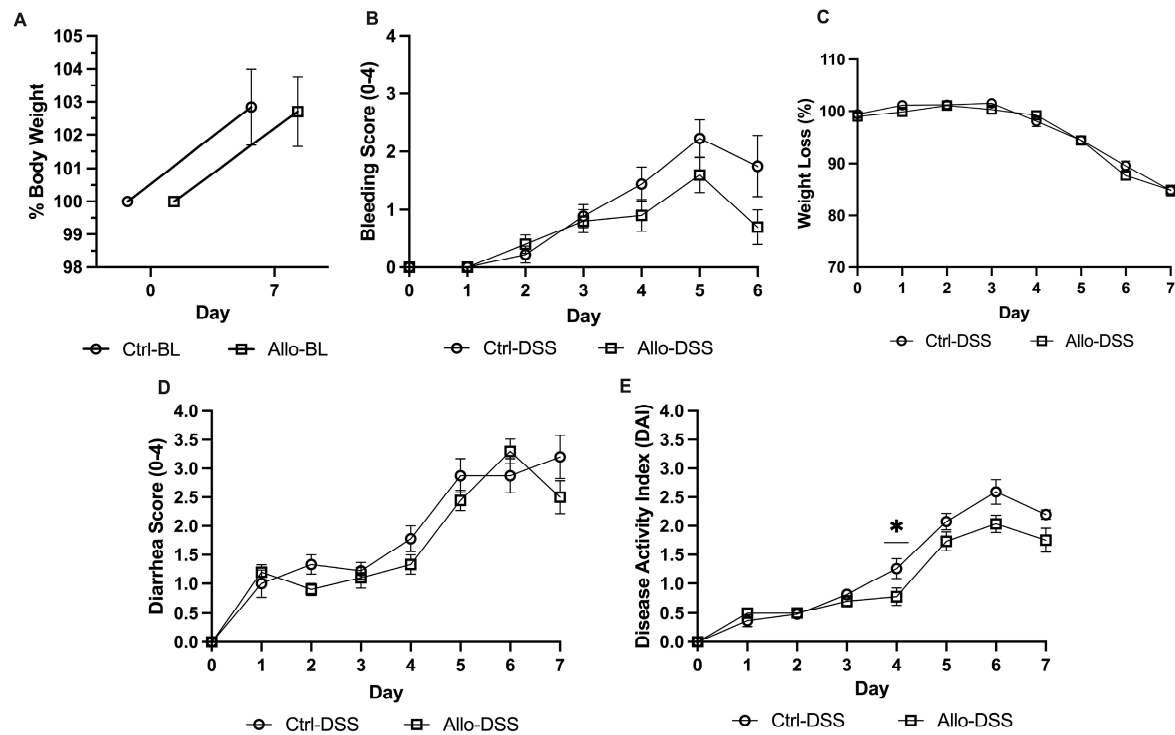 A
% Body Weight
105
104
103
102
101
100
99
98
0 7
Day
Ctrl-BL Allo-BL
B
Bleeding Score (0-4)
4
3
2
1
0
0 1 2 3 4 5 6
Day
Ctrl-DSS Allo-DSS
C
Weight Loss (%)
110
100
90
80
70
0 1 2 3 4 5 6 7
Day
Ctrl-DSS Allo-DSS
D
Diarrhea Score (0-4)
4.0
3.5
3.0
2.5
2.0
1.5
1.0
0.5
0.0
0 1 2 3 4 5 6 7
Day
Ctrl-DSS Allo-DSS
E
Disease Activity Index (DAI)
4.0
3.5
3.0
2.5
2.0
1.5
1.0
0.5
0.0
*
0 1 2 3 4 5 6 7
Day
Ctrl-DSS Allo-DSS